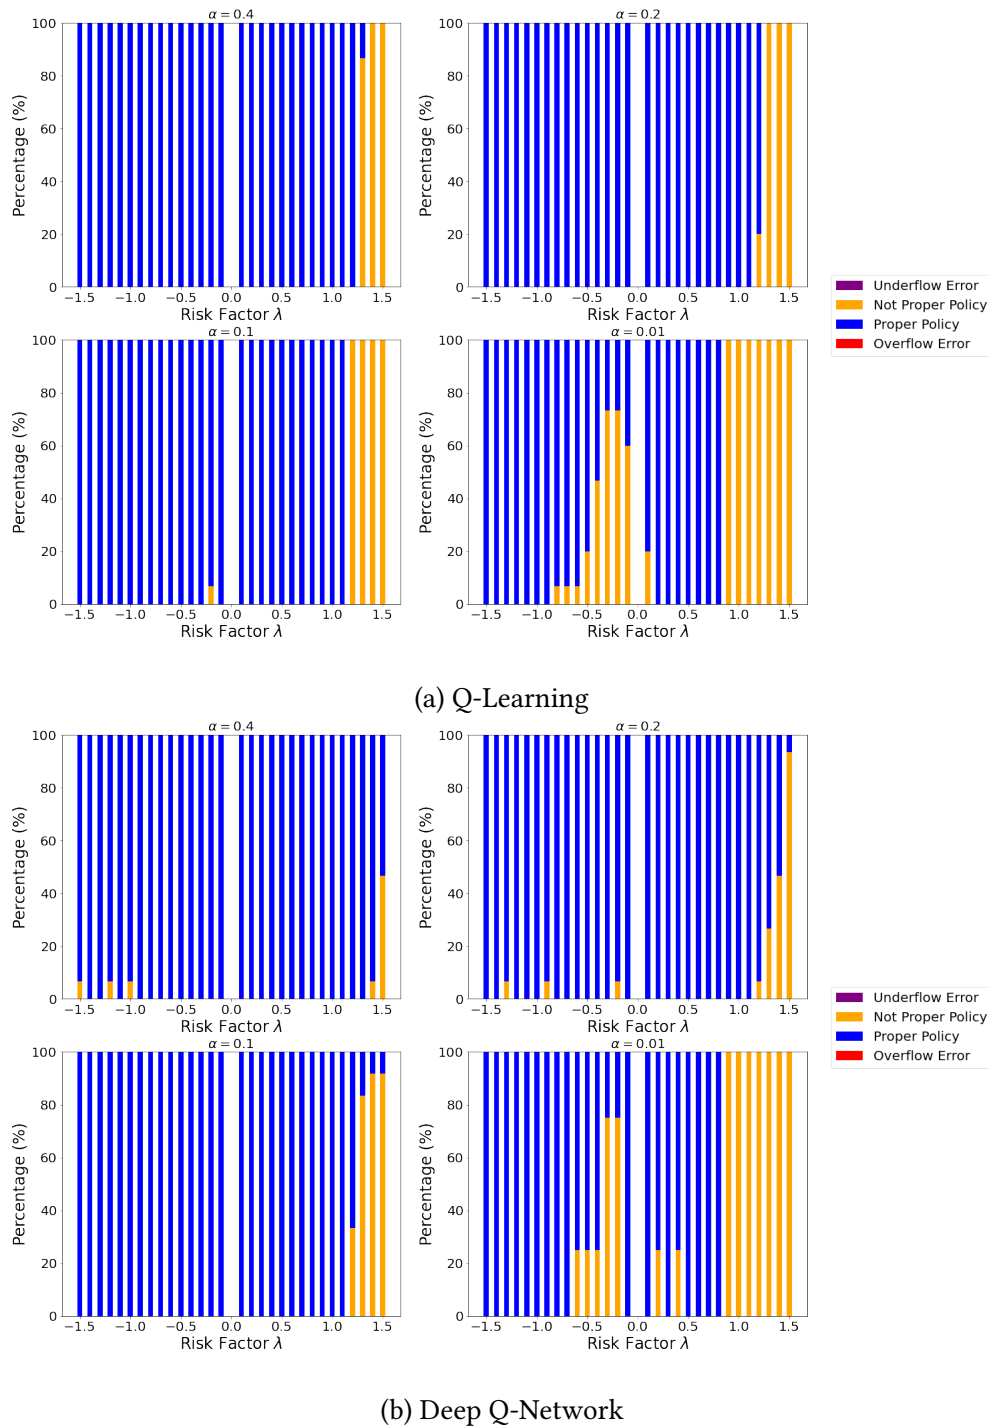 α = 0.4
100
80
60
40
20
0
Percentage (%)
−1.5 −1.0 −0.5 0.0 0.5 1.0 1.5
Risk Factor λ
α = 0.2
100
80
60
40
20
0
Percentage (%)
−1.5 −1.0 −0.5 0.0 0.5 1.0 1.5
Risk Factor λ
α = 0.1
100
80
60
40
20
0
Percentage (%)
−1.5 −1.0 −0.5 0.0 0.5 1.0 1.5
Risk Factor λ
α = 0.01
100
80
60
40
20
0
Percentage (%)
−1.5 −1.0 −0.5 0.0 0.5 1.0 1.5
Risk Factor λ
Underflow Error
Not Proper Policy
Proper Policy
Overflow Error
(a) Q-Learning
α = 0.4
100
80
60
40
20
0
Percentage (%)
−1.5 −1.0 −0.5 0.0 0.5 1.0 1.5
Risk Factor λ
α = 0.2
100
80
60
40
20
0
Percentage (%)
−1.5 −1.0 −0.5 0.0 0.5 1.0 1.5
Risk Factor λ
α = 0.1
100
80
60
40
20
0
Percentage (%)
−1.5 −1.0 −0.5 0.0 0.5 1.0 1.5
Risk Factor λ
α = 0.01
100
80
60
40
20
0
Percentage (%)
−1.5 −1.0 −0.5 0.0 0.5 1.0 1.5
Risk Factor λ
Underflow Error
Not Proper Policy
Proper Policy
Overflow Error
(b) Deep Q-Network